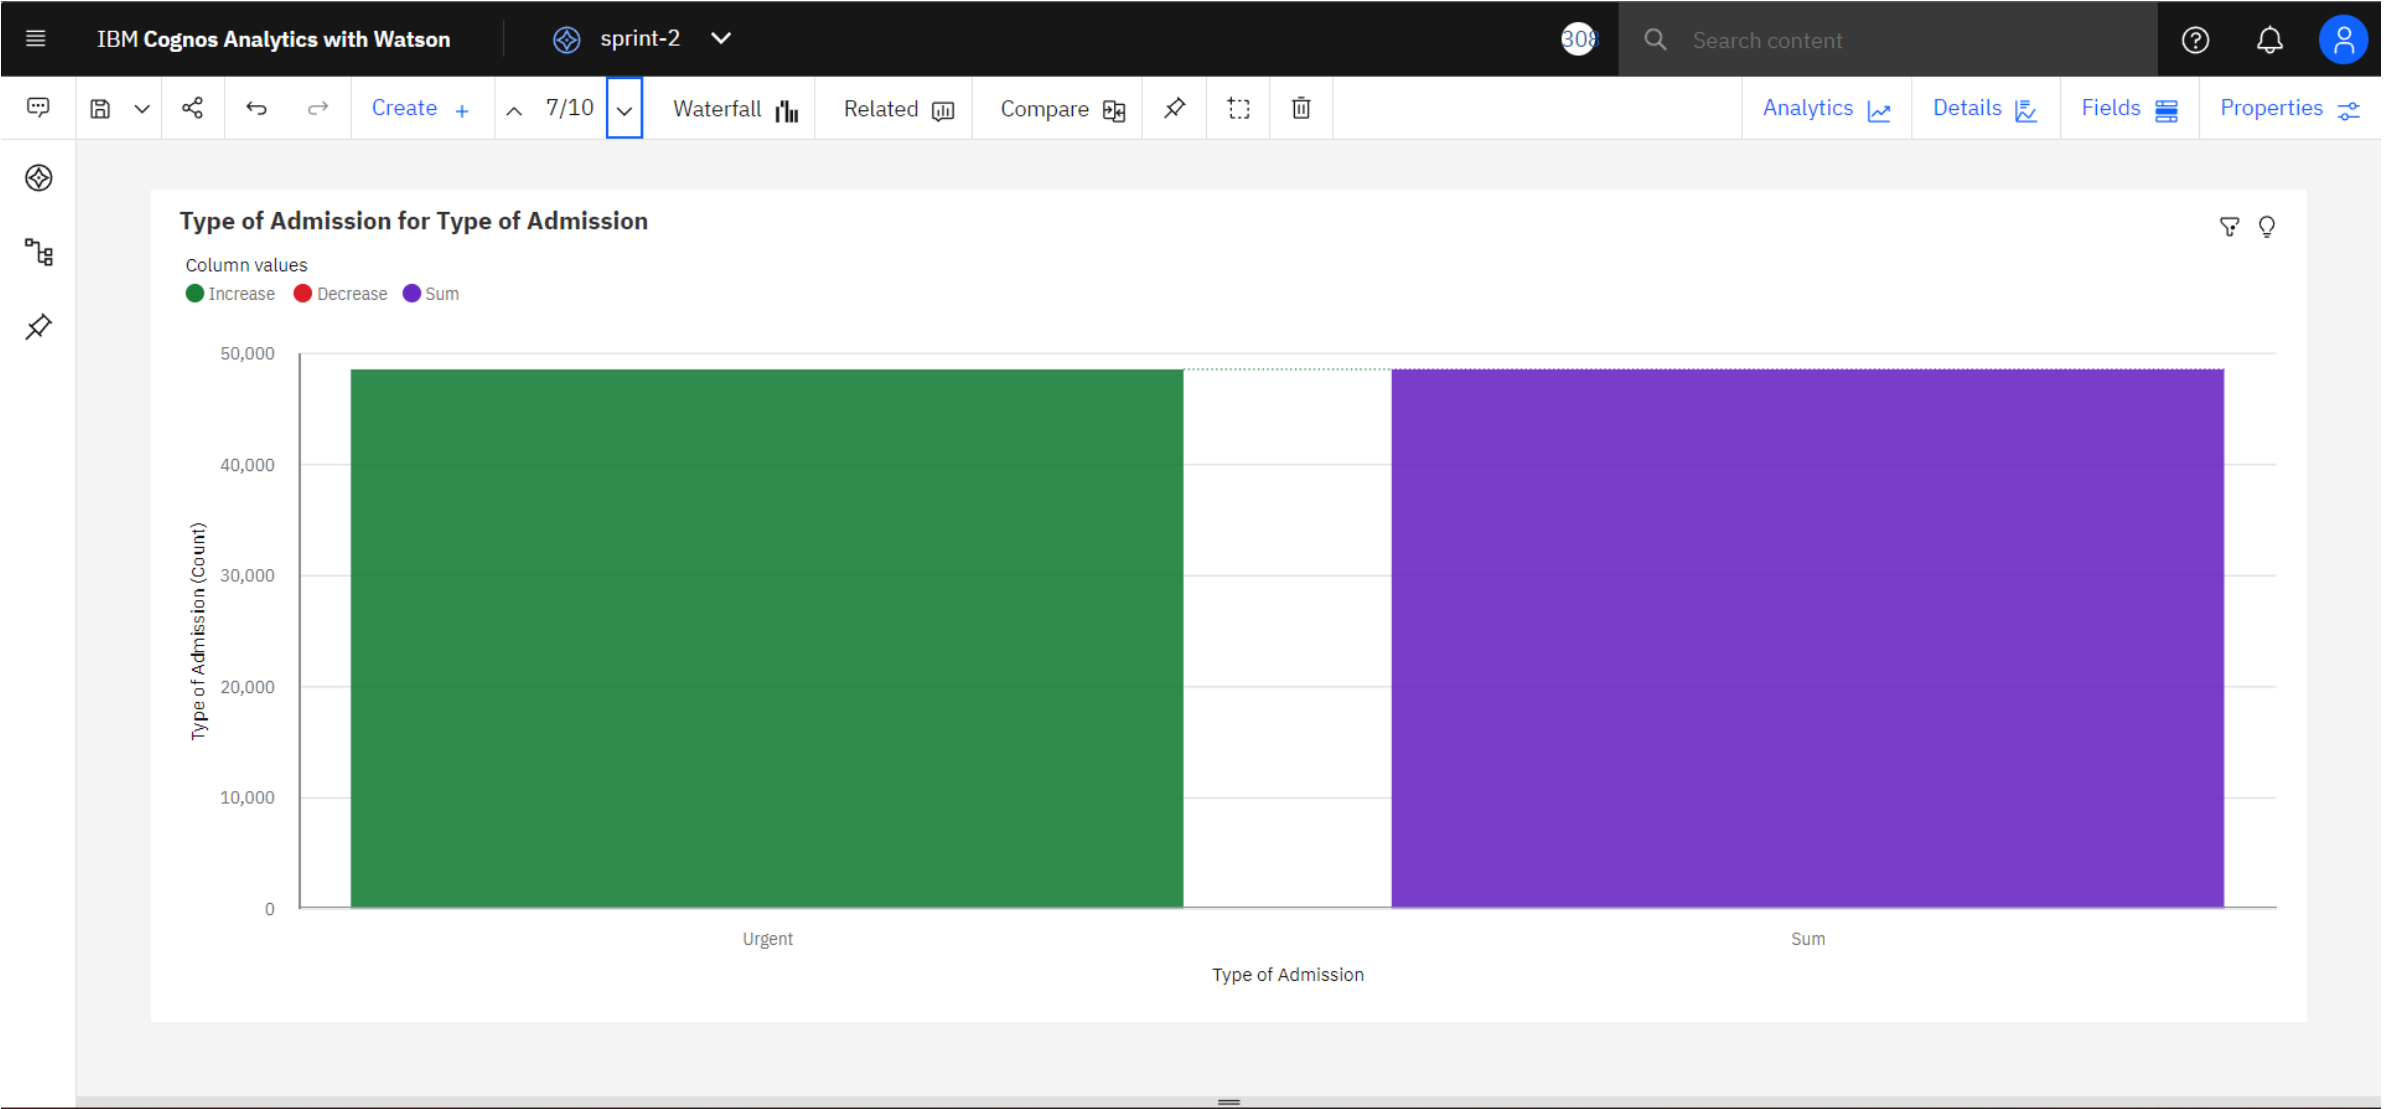 IBM Cognos Analytics with Watson sprint-2 308 Search content
Create + 7/10 Waterfall Related Compare Analytics Details Fields Properties
Type of Admission for Type of Admission
Column values
Increase Decrease Sum
50,000
40,000
30,000
20,000
10,000
0
Type of Admission (Count)
Urgent Sum
Type of Admission